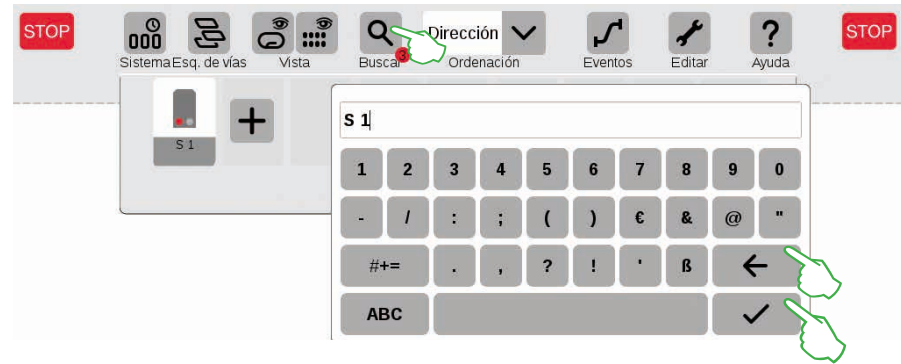 STOP Dirección STOP
Sistema Esq. de vías Vista Buscar 3 Ordenación Eventos Editar Ayuda
S 1
S 1
1 2 3 4 5 6 7 8 9 0
- / : ; ( ) € & @ "
#+= . , ? ! ' ß
ABC